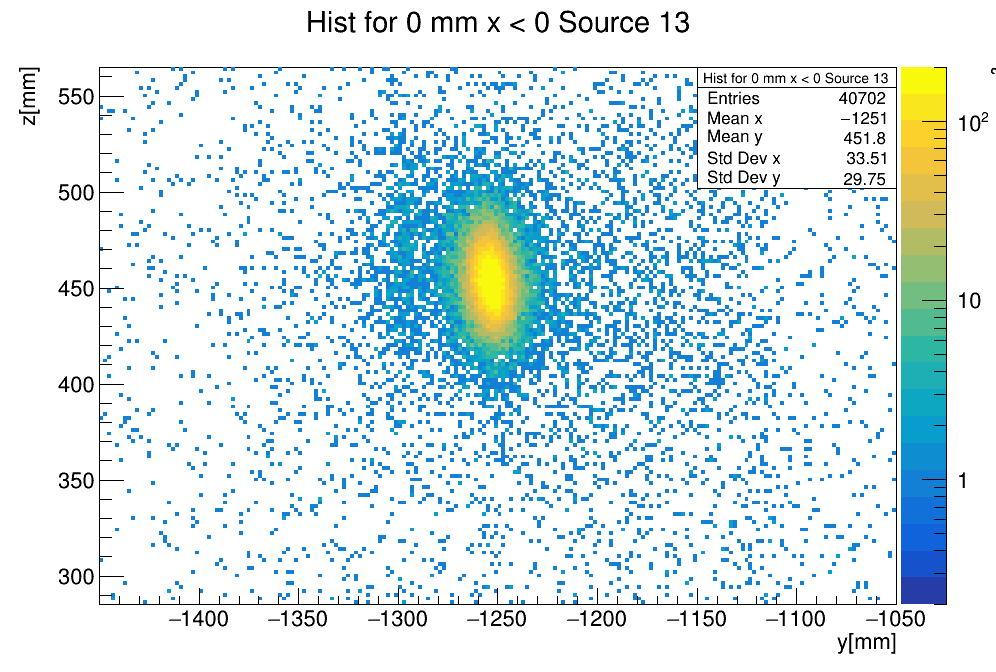 Hist for 0 mm x < 0 Source 13
z[mm]
Hist for 0 mm x < 0 Source 13
Entries 40702
Mean x −1251
Mean y 451.8
Std Dev x 33.51
Std Dev y 29.75
550
500
450
400
350
300
10²
10
1
−1400 −1350 −1300 −1250 −1200 −1150 −1100 −1050
y[mm]